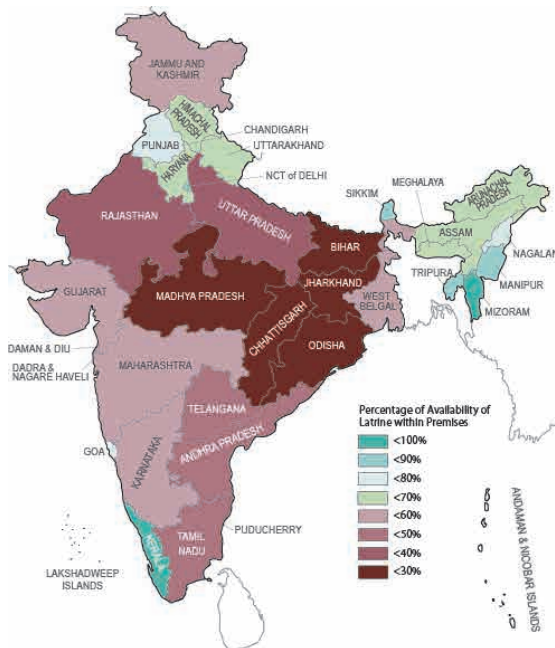 JAMMU AND
KASHMIR
HIMACHAL
PRADESH
PUNJAB
CHANDIGARH
UTTARAKHAND
HARYANA
NCT of DELHI
RAJASTHAN
UTTAR PRADESH
SIKKIM
MEGHALAYA
ARUNACHAL
PRADESH
ASSAM
BIHAR
NAGALAN
TRIPURA
MANIPUR
GUJARAT
MADHYA PRADESH
JHARKHAND
WEST
BELGAL
MIZORAM
CHHATTISGARH
DAMAN & DIU
DADRA &
NAGARE HAVELI
MAHARASHTRA
ODISHA
TELANGANA
GOA
KARNATAKA
ANDHRA PRADESH
Percentage of Availability of
Latrine within Premises
<100%
<90%
<80%
<70%
<60%
<50%
<40%
<30%
PUDUCHERRY
KERALA
TAMIL
NADU
LAKSHADWEEP
ISLANDS
ANDAMAN & NICOBAR ISLANDS